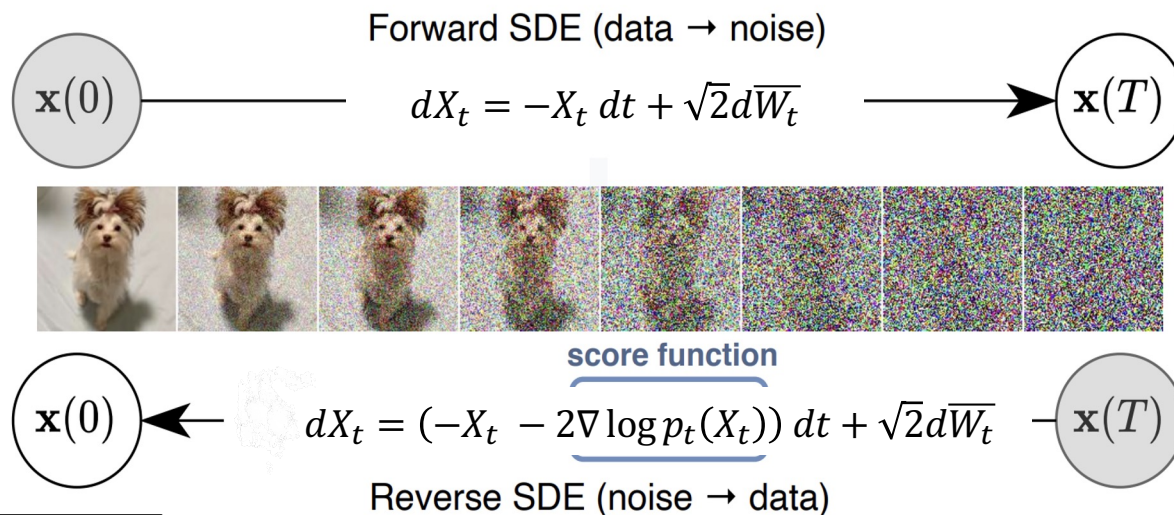 Forward SDE (data → noise)
x(0) dX_t = −X_t dt + √2 dW̅_t x(T)
score function
x(0) dX_t = (−X_t − 2∇ log p_t(X_t)) dt + √2 dW̅_t x(T)
Reverse SDE (noise → data)